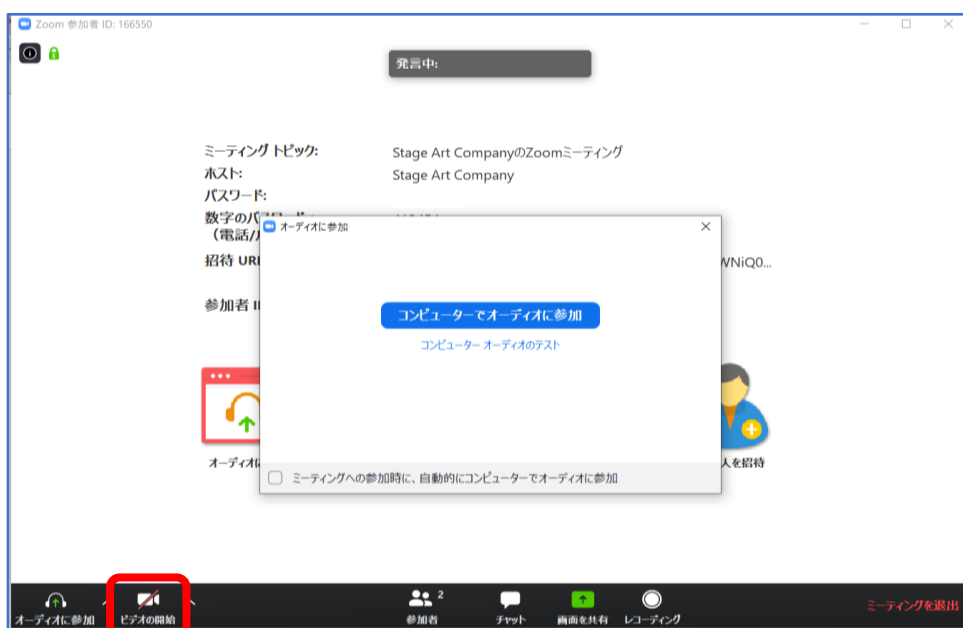 Zoom 参加者 ID: 166550
発言中:
ミーティング トピック: Stage Art CompanyのZoomミーティング
ホスト: Stage Art Company
パスワード:
数字のパ
（電話/
招待 URL
WNiQ0...
参加者 I
オーディオに参加
コンピューターでオーディオに参加
コンピューター オーディオのテスト
ミーティングへの参加時に、自動的にコンピューターでオーディオに参加
オーディオに
人を招待
オーディオに参加
ビデオの開始
2
参加者
チャット
画面を共有
レコーディング
ミーティングを退出